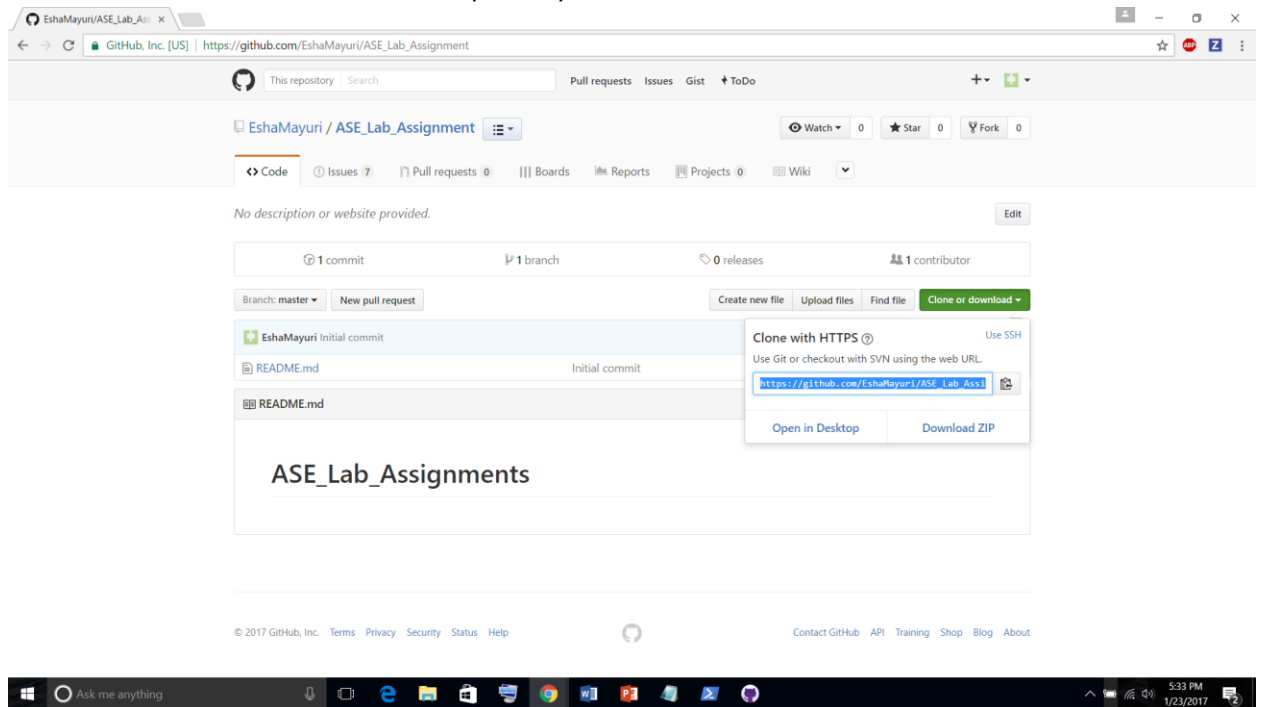 EshaMayuri/ASE_Lab_As
GitHub, Inc. [US] https://github.com/EshaMayuri/ASE_Lab_Assignment
ABP Z
This repository Search Pull requests Issues Gist ToDo
EshaMayuri / ASE_Lab_Assignment Watch 0 Star 0 Fork 0
Code Issues 7 Pull requests 0 Boards Reports Projects 0 Wiki
No description or website provided. Edit
1 commit 1 branch 0 releases 1 contributor
Branch: master New pull request Create new file Upload files Find file Clone or download
EshaMayuri Initial commit
README.md Initial commit
README.md
Clone with HTTPS Use SSH
Use Git or checkout with SVN using the web URL.
https://github.com/EshaMayuri/ASE_Lab_Assi
Open in Desktop Download ZIP
ASE_Lab_Assignments
© 2017 GitHub, Inc. Terms Privacy Security Status Help Contact GitHub API Training Shop Blog About
Ask me anything
5:33 PM
1/23/2017
2